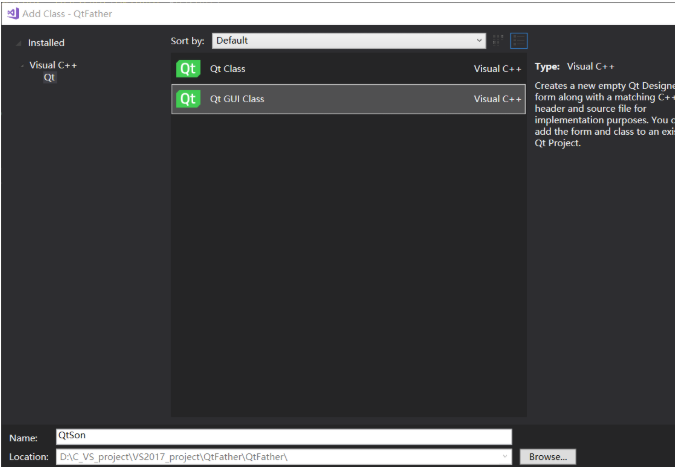 Add Class - QtFather
Installed
Sort by: Default
Visual C++
Qt
Qt Qt Class Visual C++
Qt Qt GUI Class Visual C++
Type: Visual C++
Creates a new empty Qt Designe
form along with a matching C++
header and source file for
implementation purposes. You c
add the form and class to an exi
Qt Project.
Name: QtSon
Location: D:\C_VS_project\VS2017_project\QtFather\QtFather\
Browse...